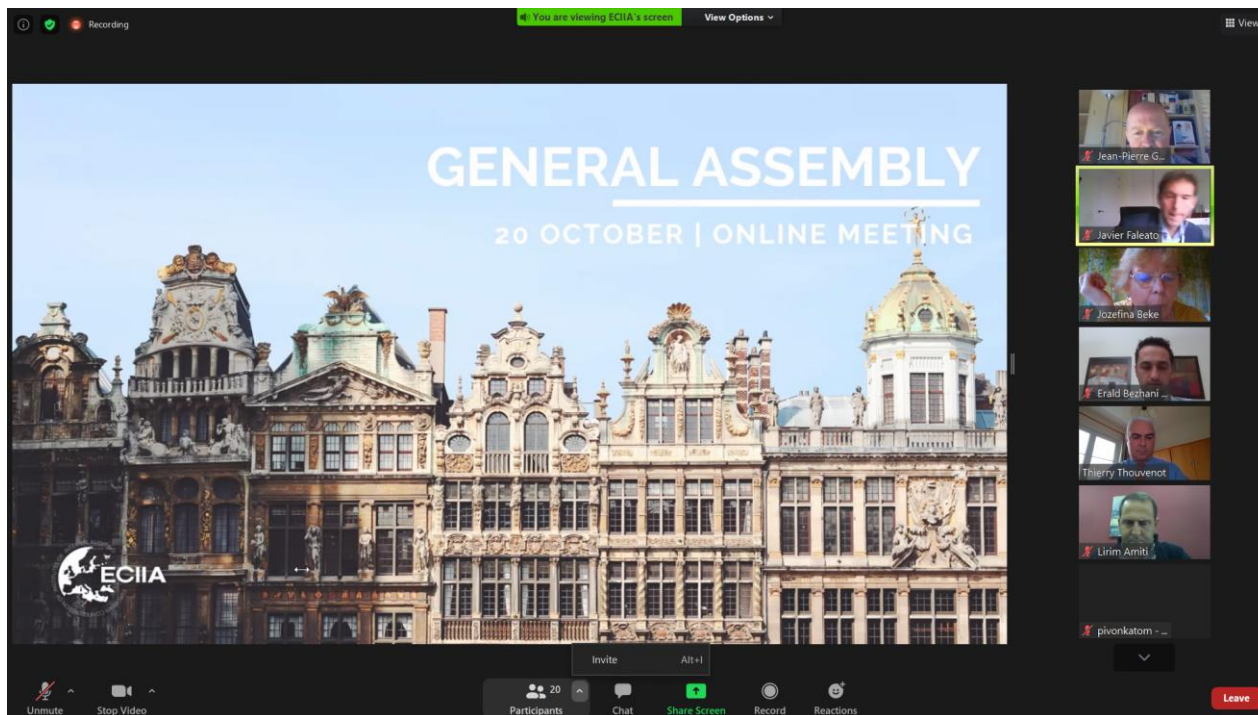 Recording
You are viewing ECIIA's screen
View Options
View
GENERAL ASSEMBLY
20 OCTOBER | ONLINE MEETING
ECIIA
Jean-Pierre G...
Javier Faleato
Jozefina Beke
Erald Bezhani ...
Thierry Thouvenot
Lirim Amiti
pivonkatom - ...
Invite Alt+I
Unmute
Stop Video
20
Participants
Chat
Share Screen
Record
Reactions
Leave